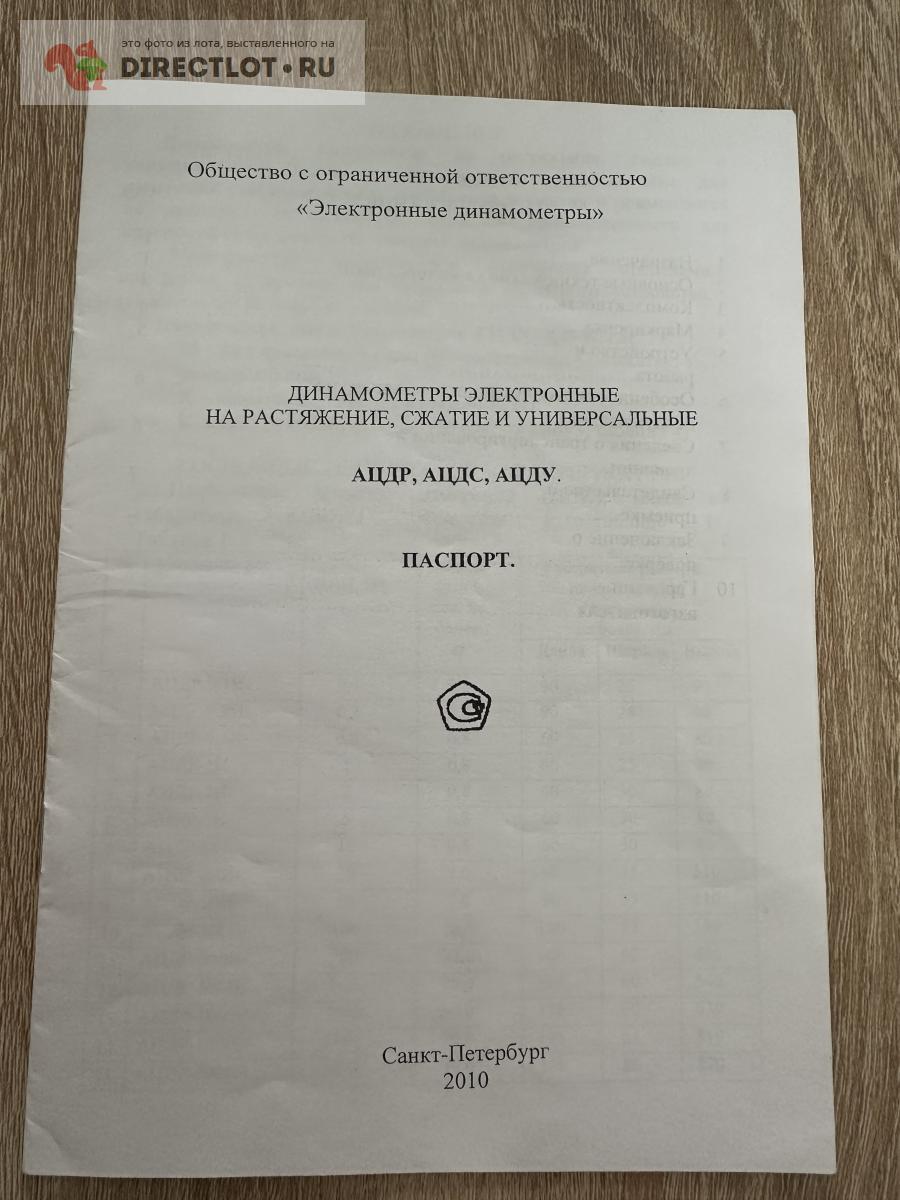 это фото из лота, выставленного на
DIRECTLOT.RU
Общество с ограниченной ответственностью
«Электронные динамометры»
ДИНАМОМЕТРЫ ЭЛЕКТРОННЫЕ
НА РАСТЯЖЕНИЕ, СЖАТИЕ И УНИВЕРСАЛЬНЫЕ
АЦДР, АЦДС, АЦДУ.
ПАСПОРТ.
Санкт-Петербург
2010